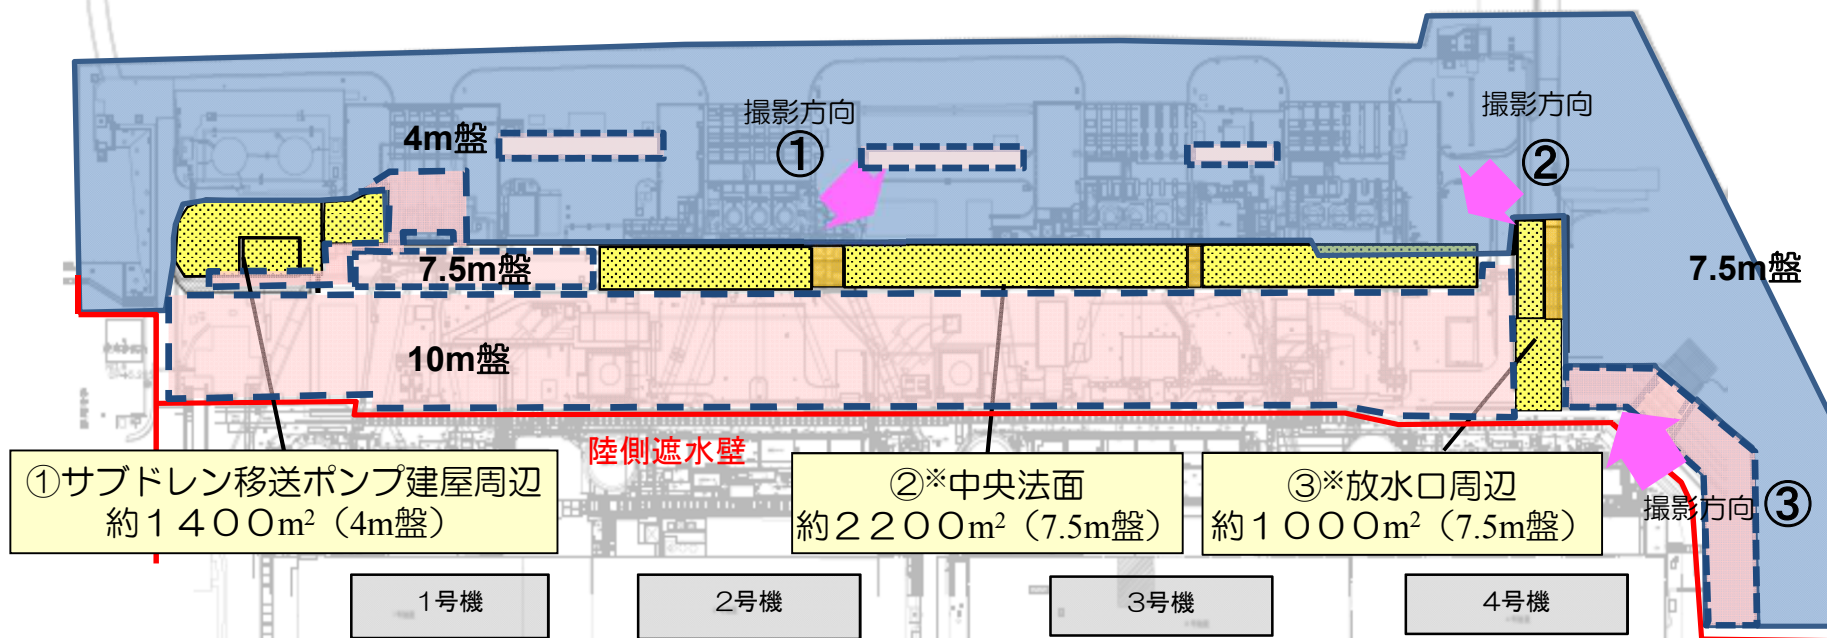 撮影方向
①
撮影方向
②
4m盤
7.5m盤
7.5m盤
10m盤
陸側遮水壁
①サブドレン移送ポンプ建屋周辺
約1400m²（4m盤）
②※中央法面
約2200m²（7.5m盤）
③※放水口周辺
約1000m²（7.5m盤）
撮影方向
③
1号機
2号機
3号機
4号機